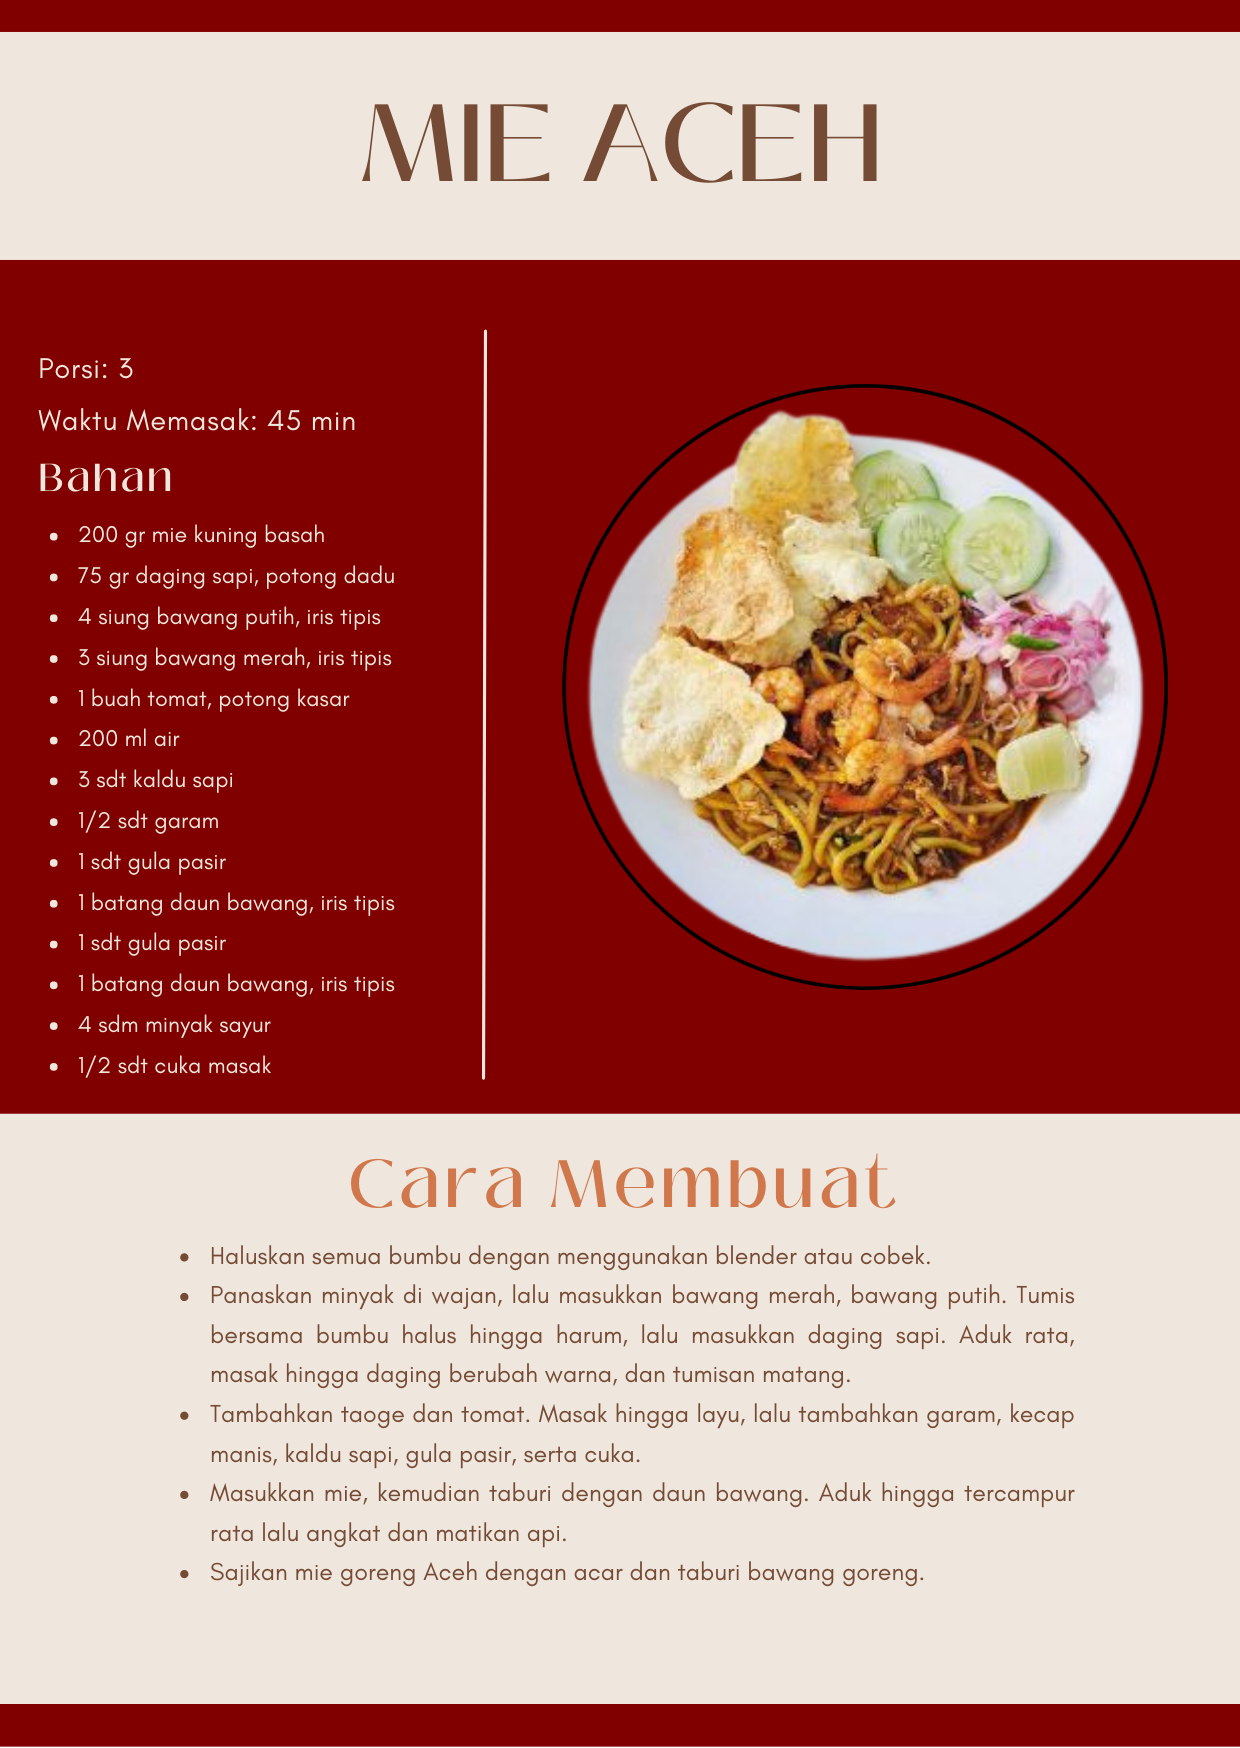 MIE ACEH
Porsi: 3
Waktu Memasak: 45 min
Bahan
• 200 gr mie kuning basah
• 75 gr daging sapi, potong dadu
• 4 siung bawang putih, iris tipis
• 3 siung bawang merah, iris tipis
• 1 buah tomat, potong kasar
• 200 ml air
• 3 sdt kaldu sapi
• 1/2 sdt garam
• 1 sdt gula pasir
• 1 batang daun bawang, iris tipis
• 1 sdt gula pasir
• 1 batang daun bawang, iris tipis
• 4 sdm minyak sayur
• 1/2 sdt cuka masak
Cara Membuat
• Haluskan semua bumbu dengan menggunakan blender atau cobek.
• Panaskan minyak di wajan, lalu masukkan bawang merah, bawang putih. Tumis
bersama bumbu halus hingga harum, lalu masukkan daging sapi. Aduk rata,
masak hingga daging berubah warna, dan tumisan matang.
• Tambahkan taoge dan tomat. Masak hingga layu, lalu tambahkan garam, kecap
manis, kaldu sapi, gula pasir, serta cuka.
• Masukkan mie, kemudian taburi dengan daun bawang. Aduk hingga tercampur
rata lalu angkat dan matikan api.
• Sajikan mie goreng Aceh dengan acar dan taburi bawang goreng.